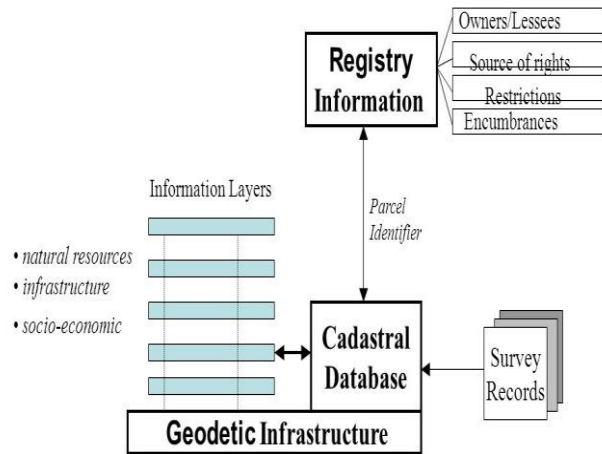 Owners/Lessees
Source of rights
Restrictions
Encumbrances
Registry
Information
Information Layers
Parcel
Identifier
• natural resources
• infrastructure
• socio-economic
Cadastral
Database
Survey
Records
Geodetic Infrastructure